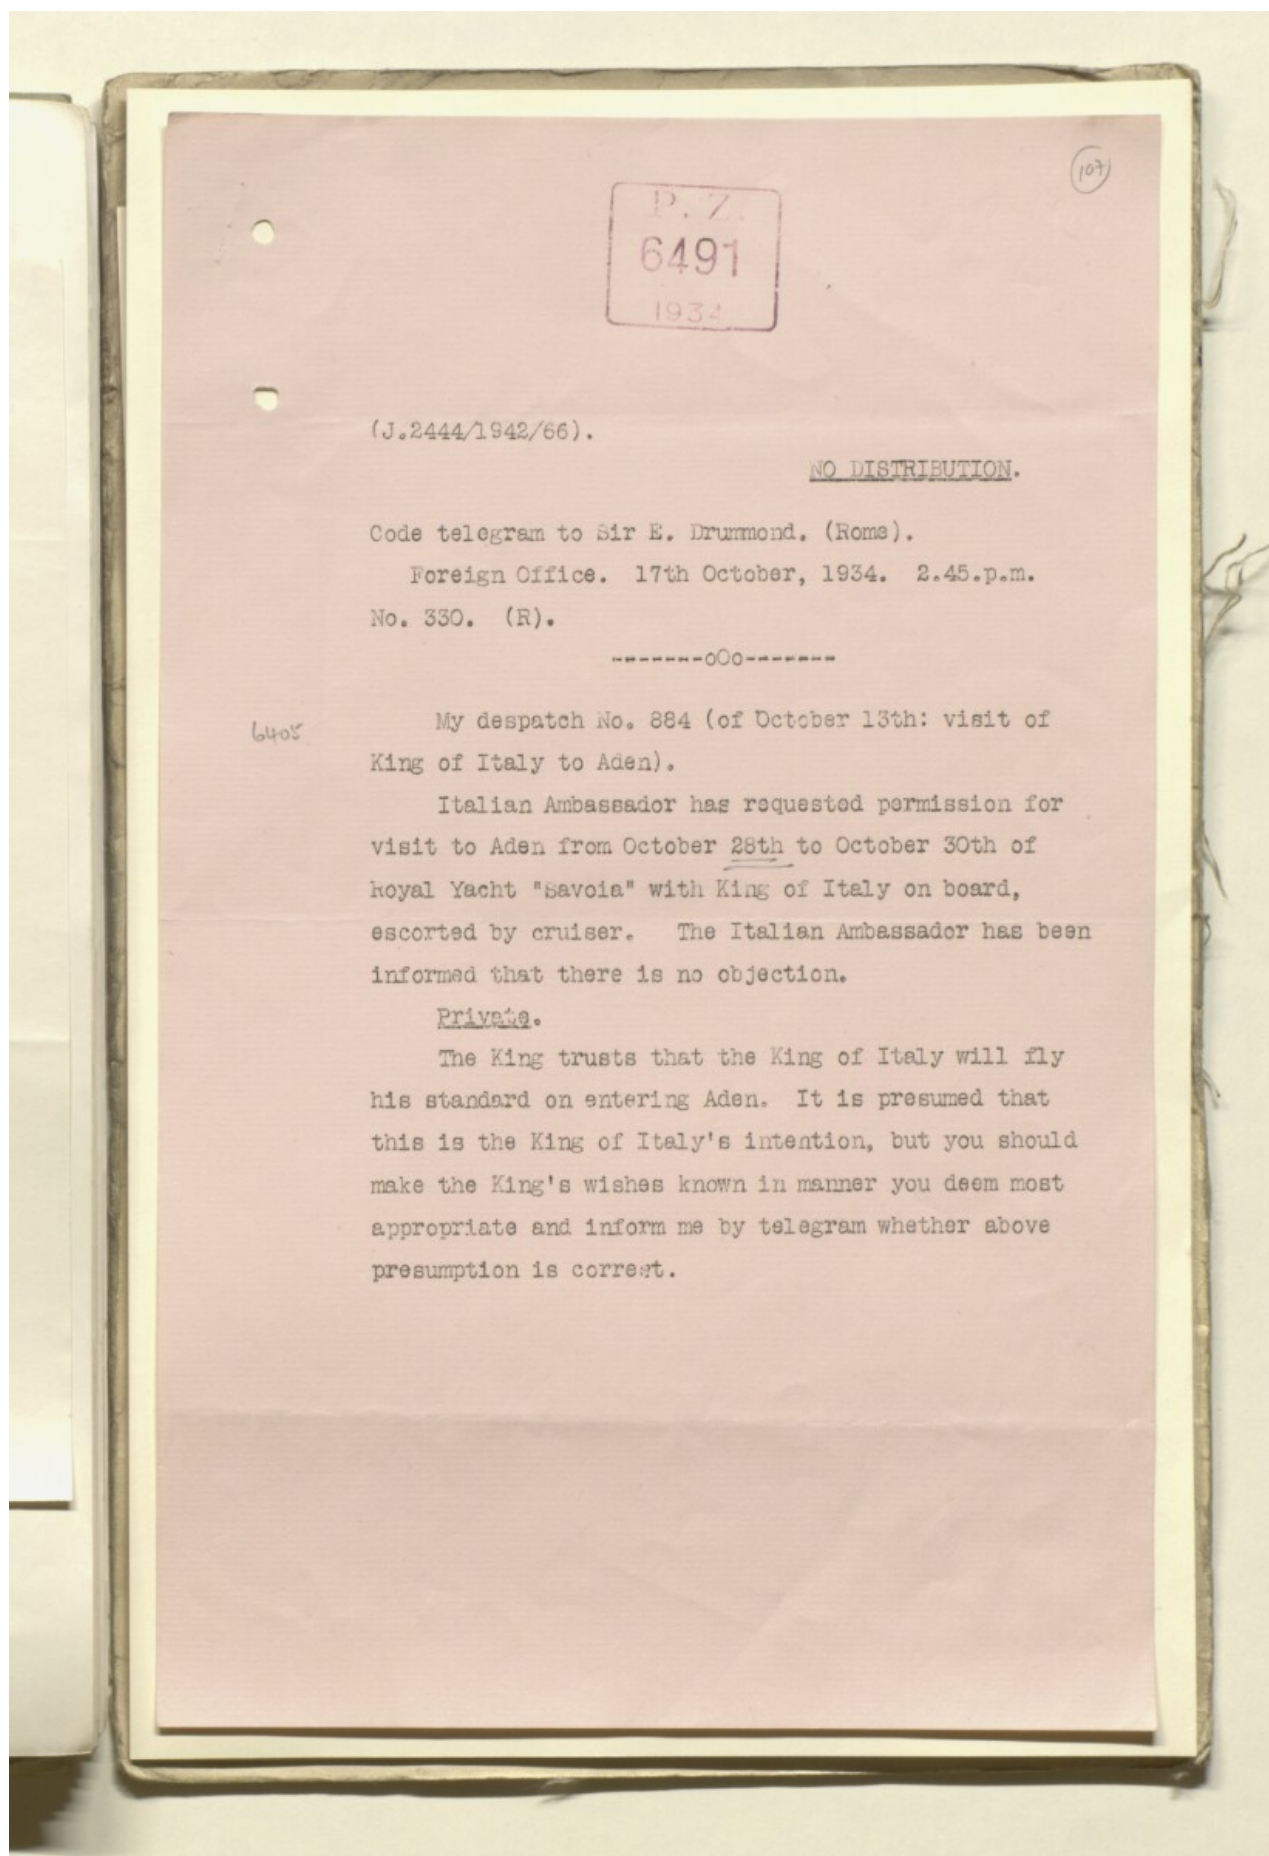 107
P. Z.
6491
1934
(J.2444/1942/66).
NO DISTRIBUTION.
Code telegram to Sir E. Drummond. (Rome).
Foreign Office. 17th October, 1934. 2.45.p.m.
No. 330. (R).
-------o0o-------
6405
My despatch No. 884 (of October 13th: visit of
King of Italy to Aden).
Italian Ambassador has requested permission for
visit to Aden from October 28th to October 30th of
Royal Yacht "Savoia" with King of Italy on board,
escorted by cruiser. The Italian Ambassador has been
informed that there is no objection.
Private.
The King trusts that the King of Italy will fly
his standard on entering Aden. It is presumed that
this is the King of Italy's intention, but you should
make the King's wishes known in manner you deem most
appropriate and inform me by telegram whether above
presumption is correct.